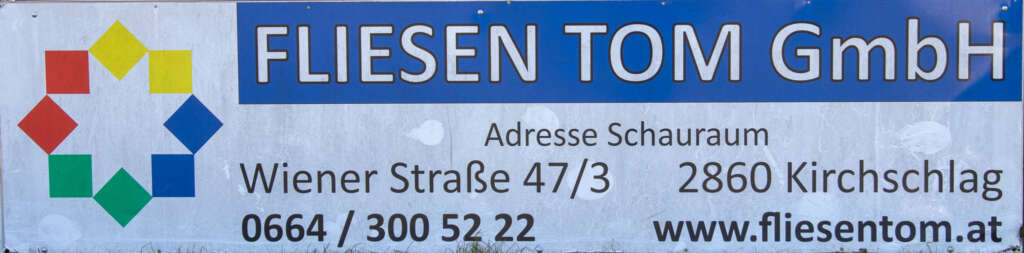 FLIESEN TOM GmbH
Adresse Schauraum
Wiener Straße 47/3 2860 Kirchschlag
0664 / 300 52 22 www.fliesentom.at